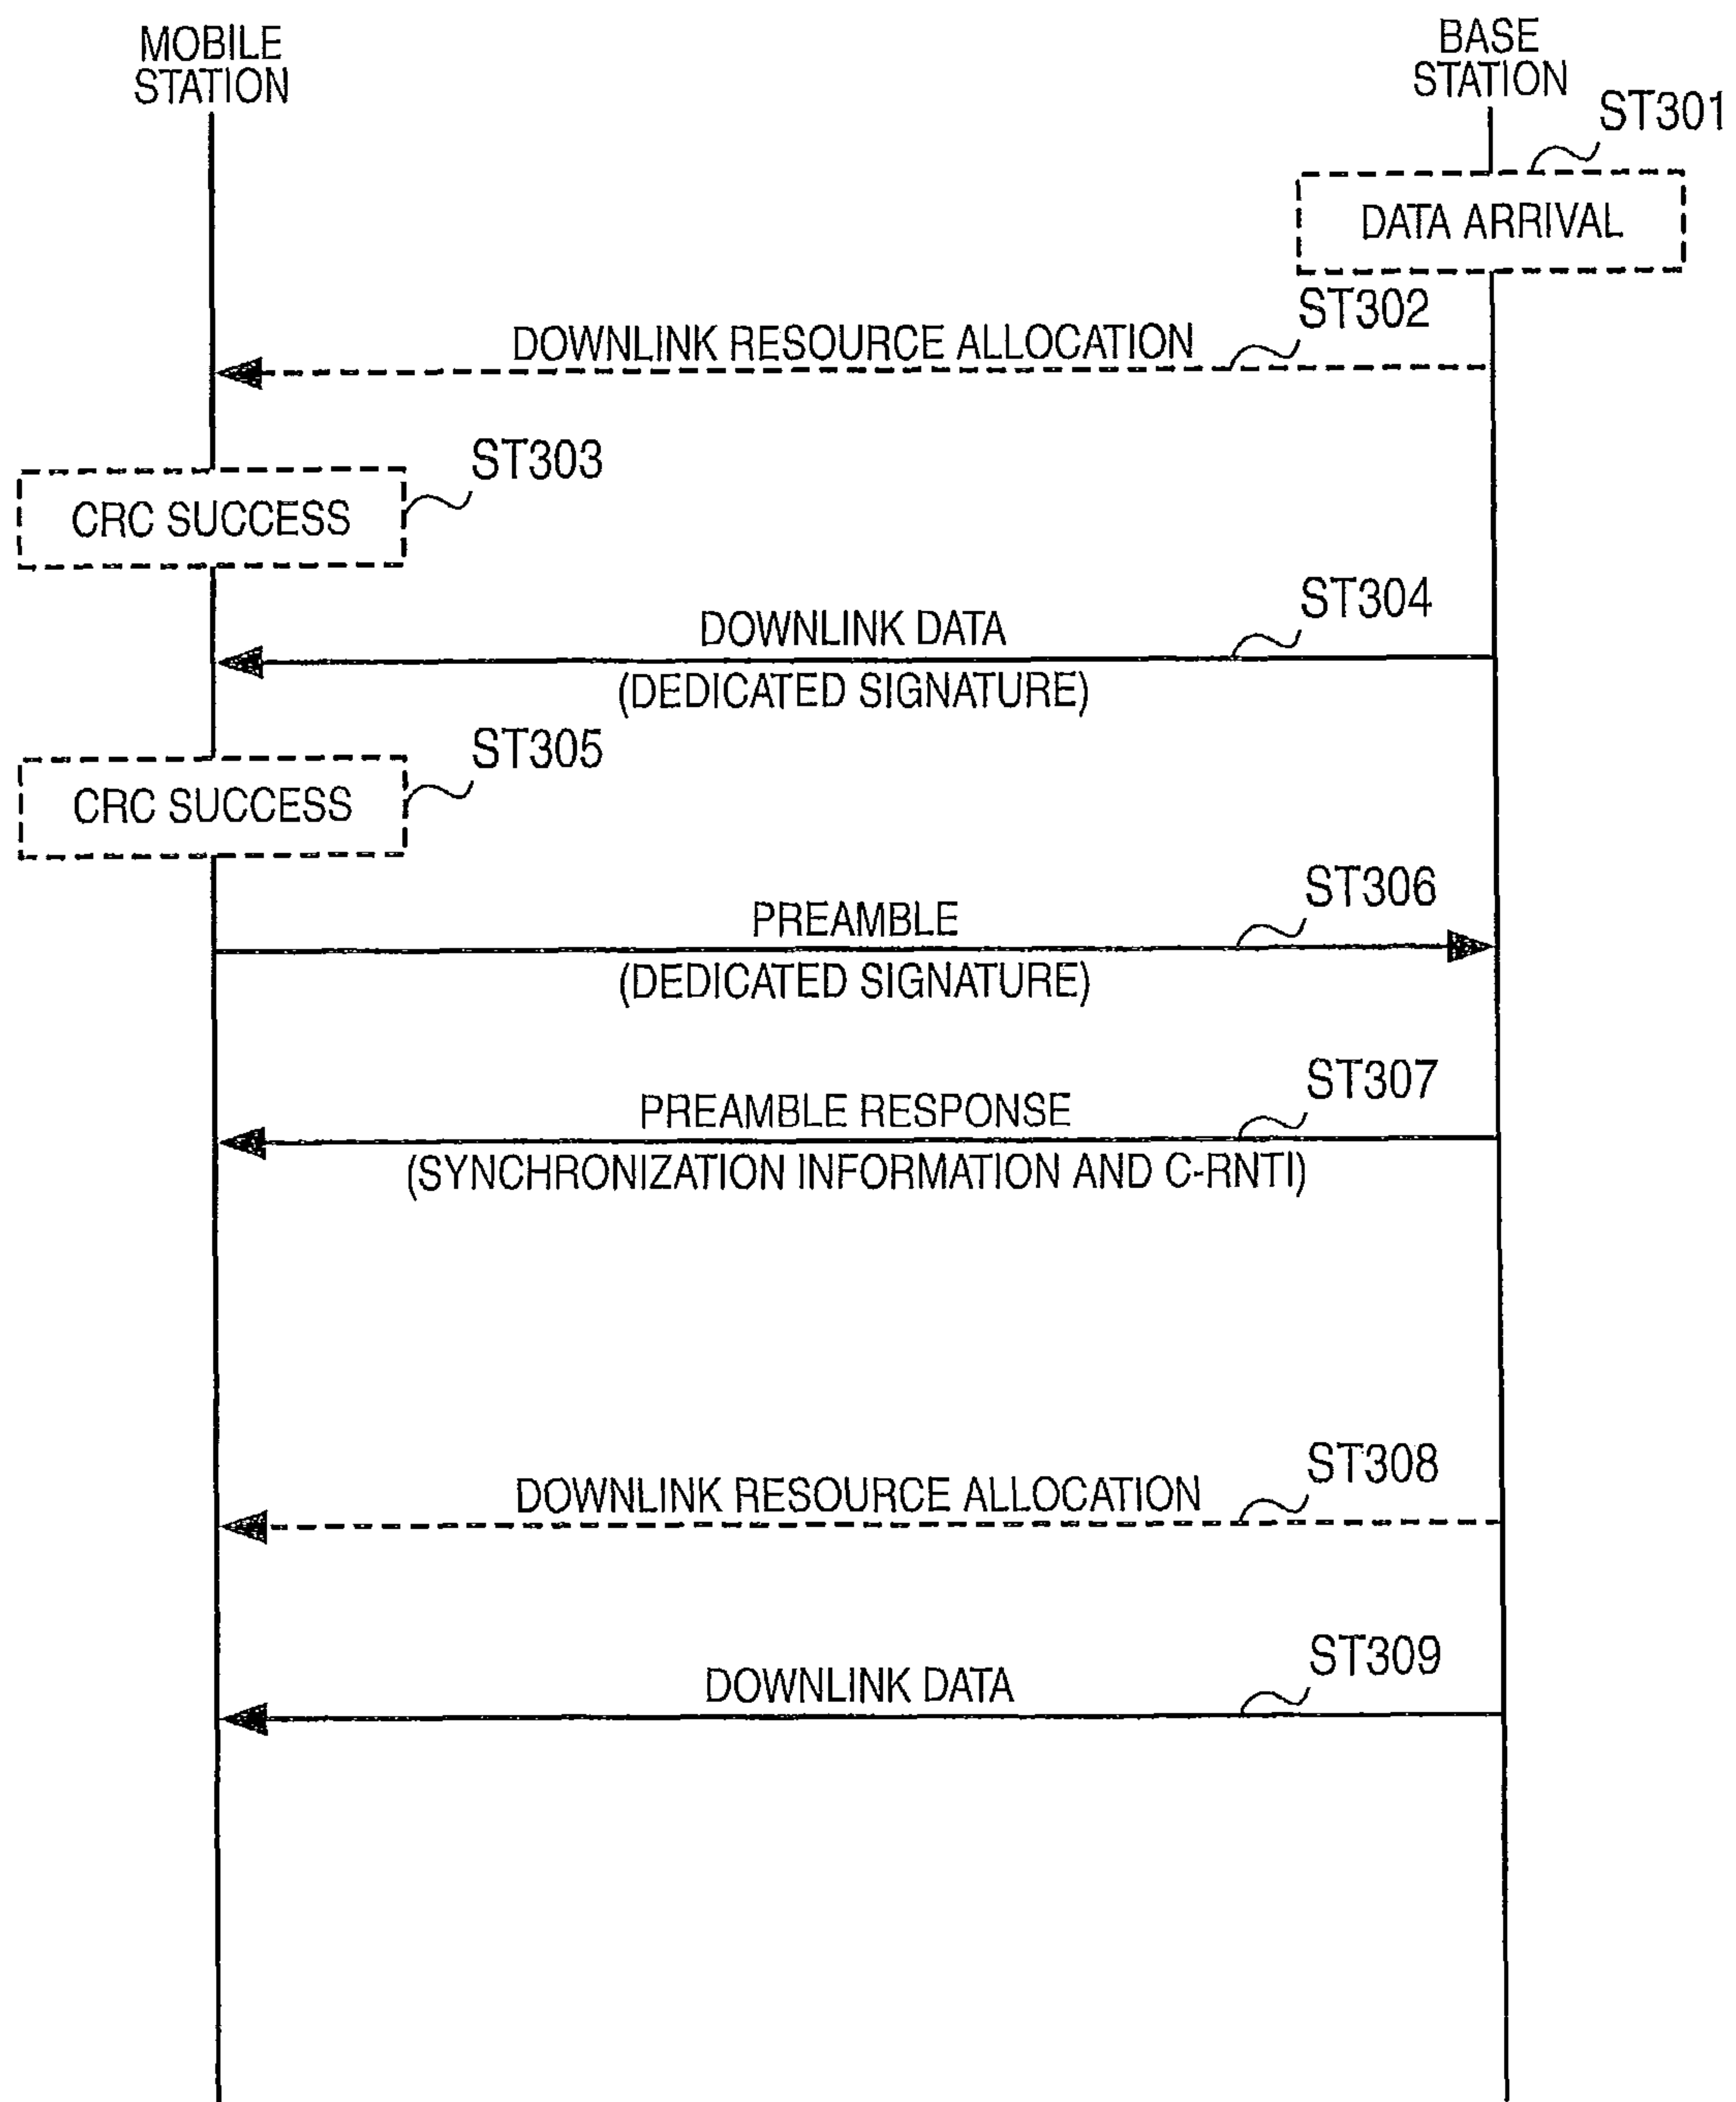 MOBILE
STATION
BASE
STATION
ST301
DATA ARRIVAL
ST302
DOWNLINK RESOURCE ALLOCATION
ST303
CRC SUCCESS
ST304
DOWNLINK DATA
(DEDICATED SIGNATURE)
ST305
CRC SUCCESS
ST306
PREAMBLE
(DEDICATED SIGNATURE)
ST307
PREAMBLE RESPONSE
(SYNCHRONIZATION INFORMATION AND C-RNTI)
ST308
DOWNLINK RESOURCE ALLOCATION
ST309
DOWNLINK DATA